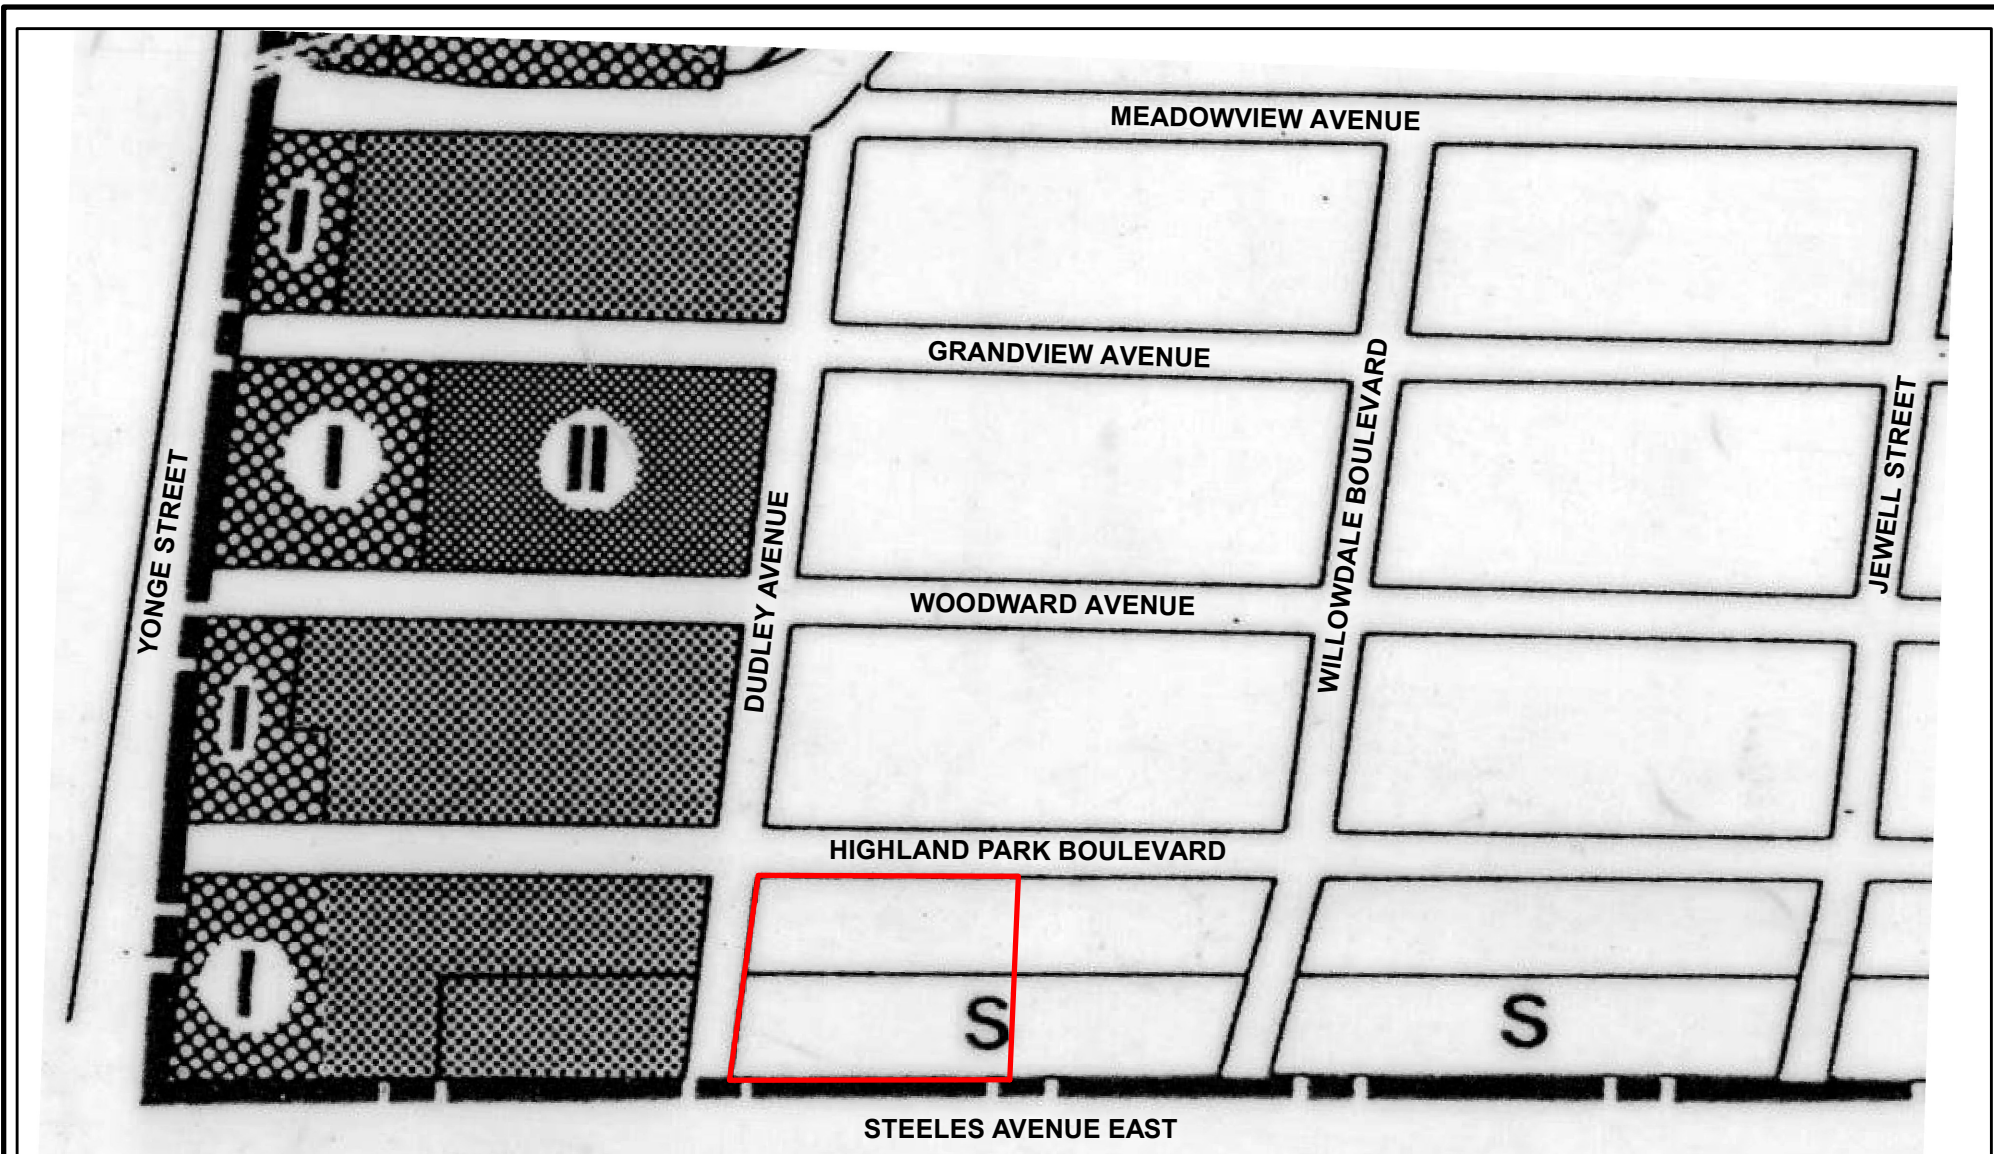 MEADOWVIEW AVENUE
I
GRANDVIEW AVENUE
WILLOWDALE BOULEVARD
JEWELL STREET
YONGE STREET
I
II
DUDLEY AVENUE
WOODWARD AVENUE
I
HIGHLAND PARK BOULEVARD
I
S
S
STEELES AVENUE EAST